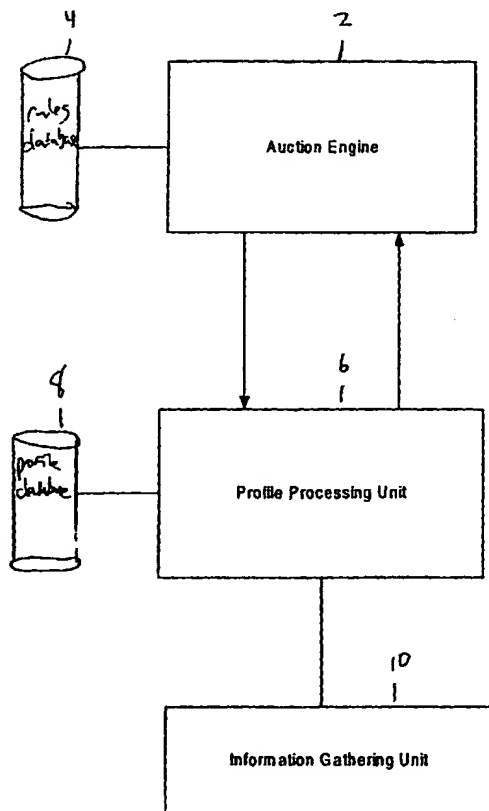 4
2
rules
database
Auction Engine
8
6
profile
database
Profile Processing Unit
10
Information Gathering Unit